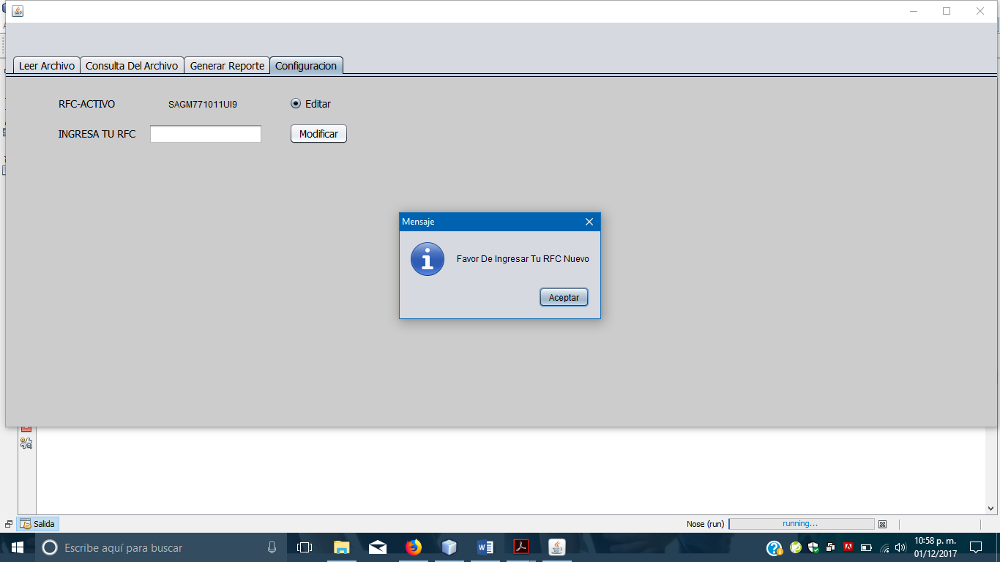 Leer Archivo Consulta Del Archivo Generar Reporte Configuracion
RFC-ACTIVO SAGM771011UI9 Editar
INGRESA TU RFC Modificar
Mensaje
Favor De Ingresar Tu RFC Nuevo
Aceptar
Salida Nose (run) running...
Escribe aquí para buscar
10:58 p. m.
01/12/2017